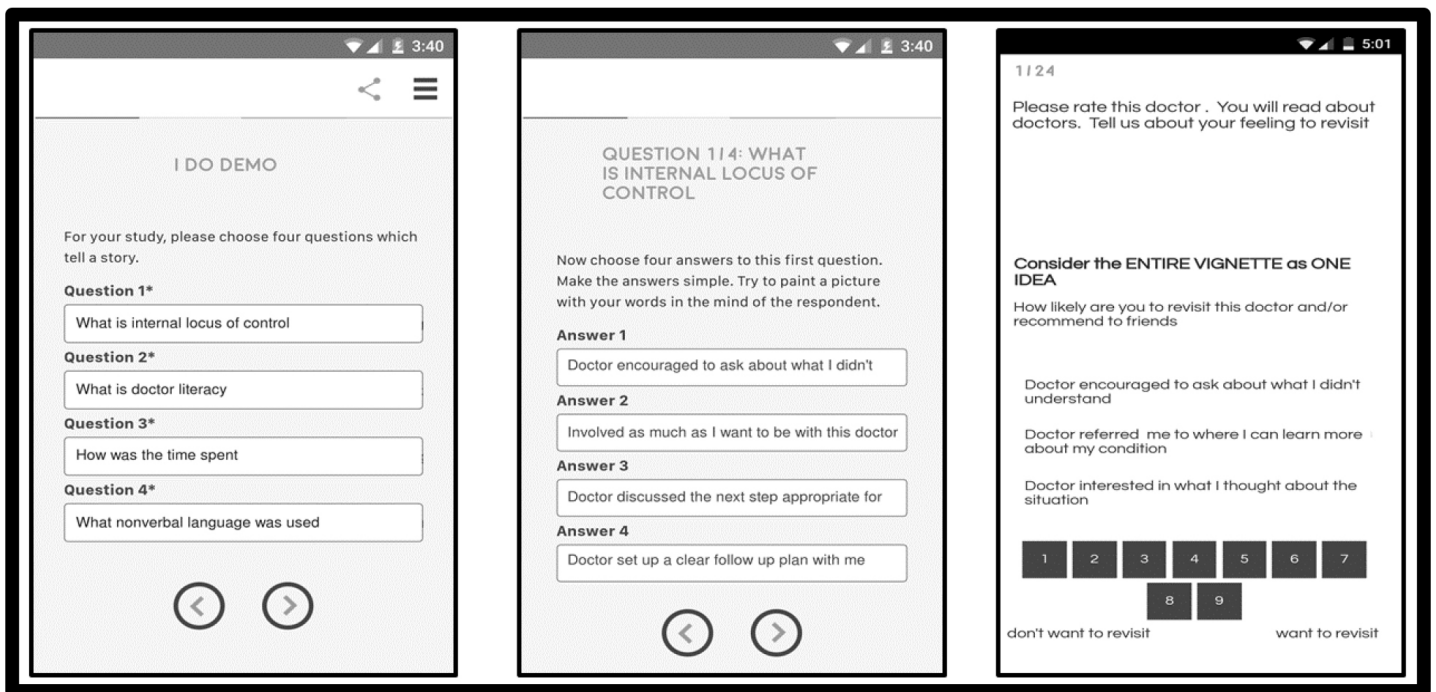 3:40
I DO DEMO
For your study, please choose four questions which
tell a story.
Question 1*
What is internal locus of control
Question 2*
What is doctor literacy
Question 3*
How was the time spent
Question 4*
What nonverbal language was used
3:40
QUESTION 1/4: WHAT
IS INTERNAL LOCUS OF
CONTROL
Now choose four answers to this first question.
Make the answers simple. Try to paint a picture
with your words in the mind of the respondent.
Answer 1
Doctor encouraged to ask about what I didn't
Answer 2
Involved as much as I want to be with this doctor
Answer 3
Doctor discussed the next step appropriate for
Answer 4
Doctor set up a clear follow up plan with me
5:01
1/24
Please rate this doctor . You will read about
doctors. Tell us about your feeling to revisit
Consider the ENTIRE VIGNETTE as ONE
IDEA
How likely are you to revisit this doctor and/or
recommend to friends
Doctor encouraged to ask about what I didn't
understand
Doctor referred me to where I can learn more
about my condition
Doctor interested in what I thought about the
situation
1 2 3 4 5 6 7
8 9
don't want to revisit want to revisit